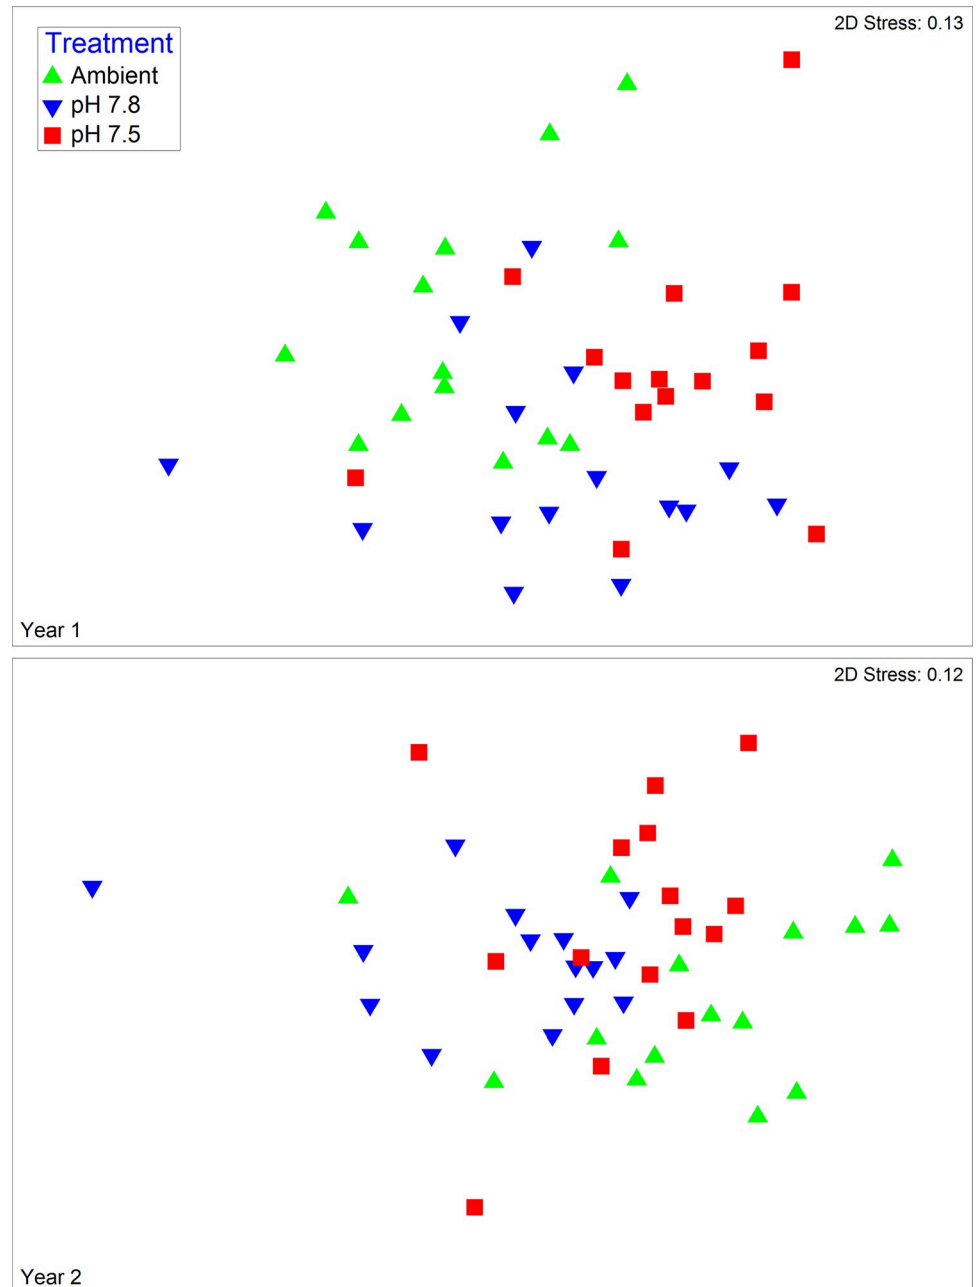 2D Stress: 0.13
Treatment
Ambient
pH 7.8
pH 7.5
Year 1
2D Stress: 0.12
Year 2